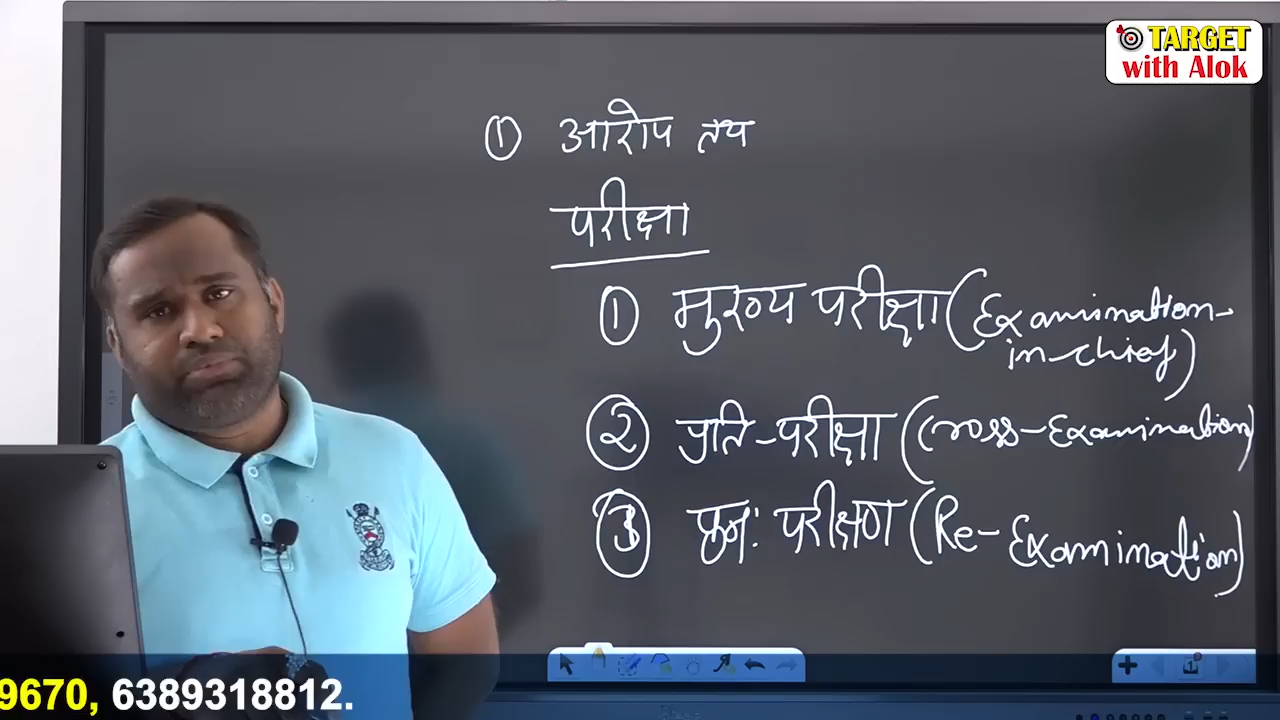 TARGET
with Alok
① आरोप तय
परीक्षा
① मुख्य परीक्षा (Examination-
in-chief)
② प्रति-परीक्षा (Cross-Examination)
③ पुनः परीक्षण (Re-Examination)
9670, 6389318812.